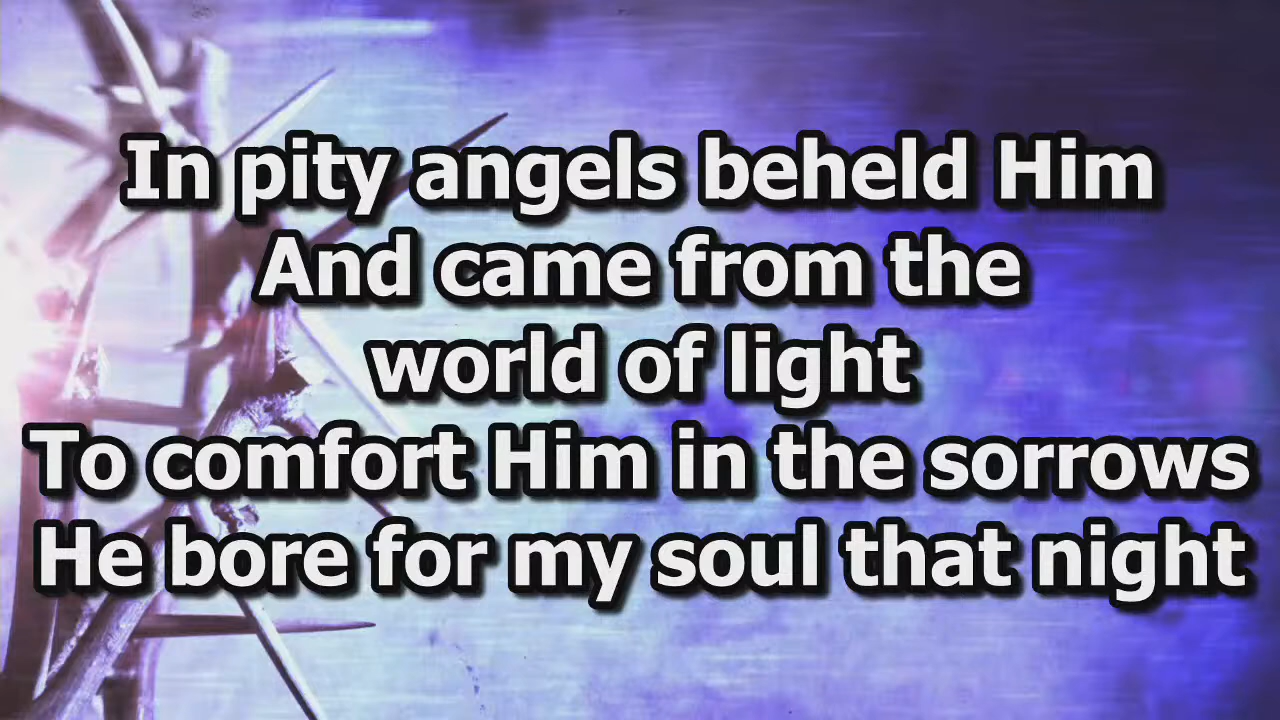 In pity angels beheld Him
And came from the
world of light
To comfort Him in the sorrows
He bore for my soul that night